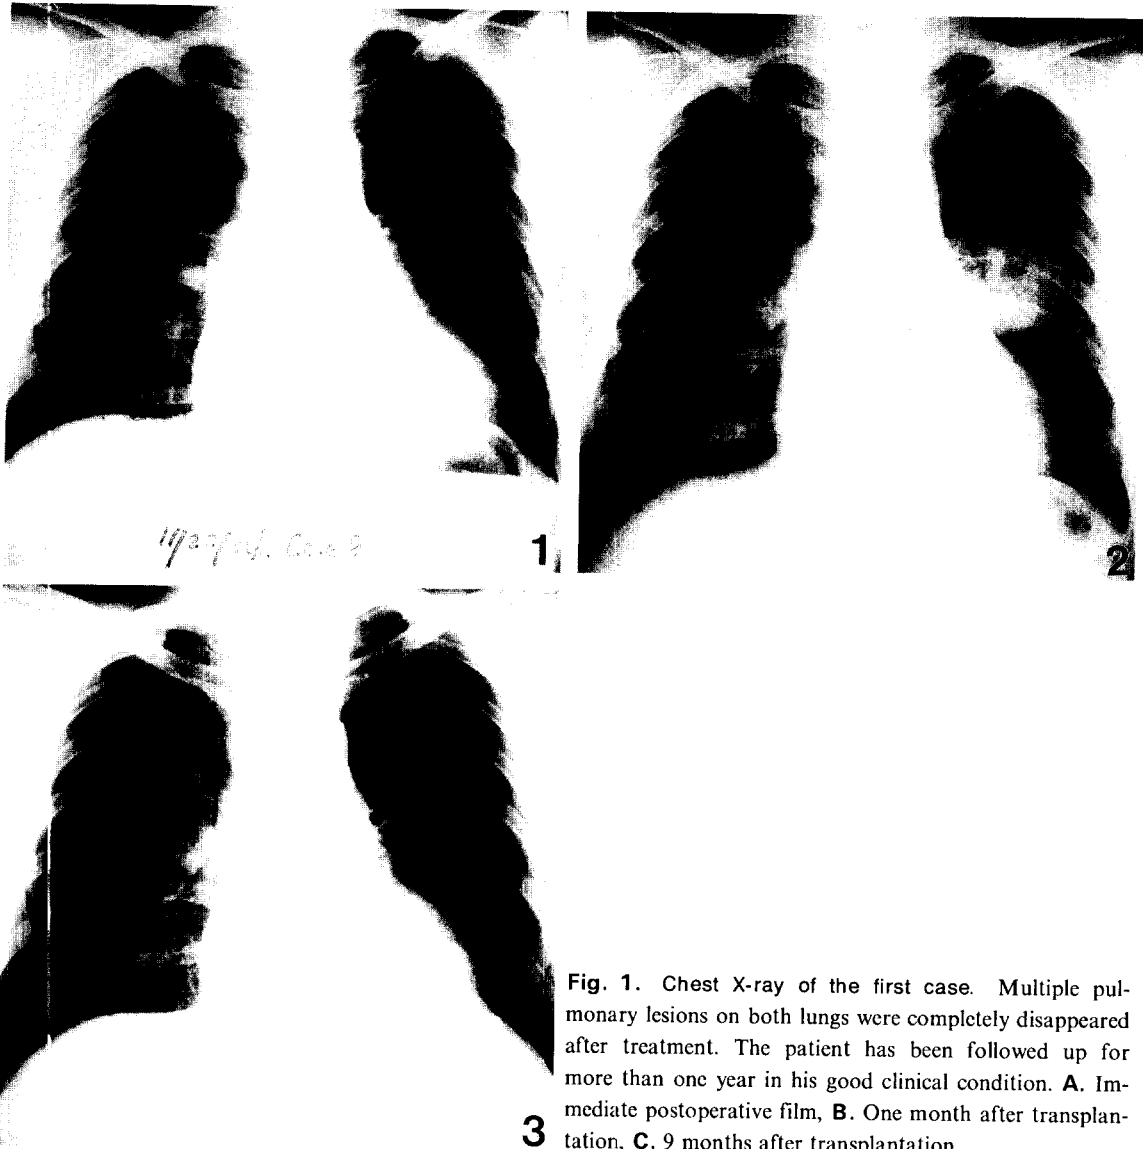 1
2
3
Fig. 1. Chest X-ray of the first case. Multiple pul-
monary lesions on both lungs were completely disappeared
after treatment. The patient has been followed up for
more than one year in his good clinical condition. A. Im-
mediate postoperative film, B. One month after transplan-
tation, C. 9 months after transplantation